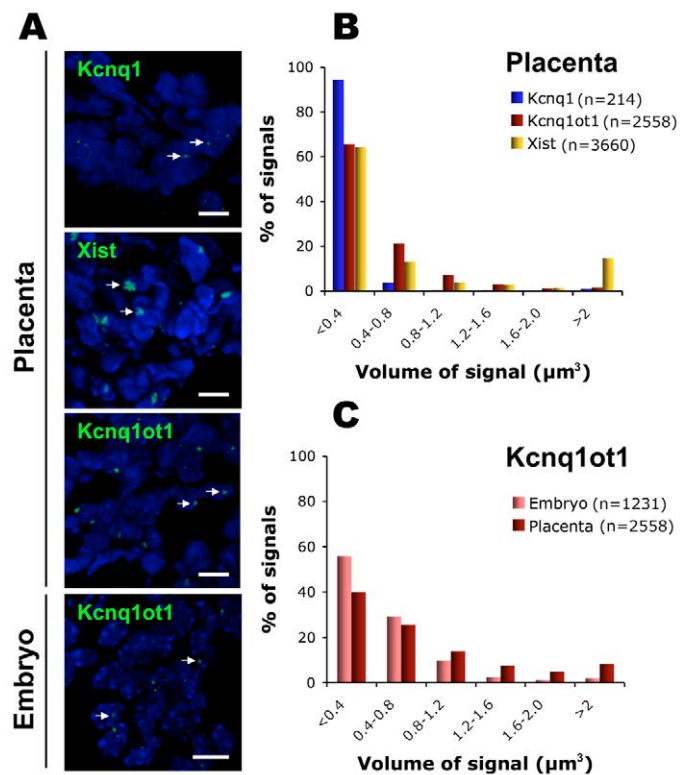 A
Placenta
Embryo
Kcnq1
Xist
Kcnq1ot1
Kcnq1ot1
B
Placenta
Kcnq1 (n=214)
Kcnq1ot1 (n=2558)
Xist (n=3660)
% of signals
100
80
60
40
20
0
<0.4
0.4-0.8
0.8-1.2
1.2-1.6
1.6-2.0
>2
Volume of signal (µm³)
C
Kcnq1ot1
Embryo (n=1231)
Placenta (n=2558)
% of signals
100
80
60
40
20
0
<0.4
0.4-0.8
0.8-1.2
1.2-1.6
1.6-2.0
>2
Volume of signal (µm³)